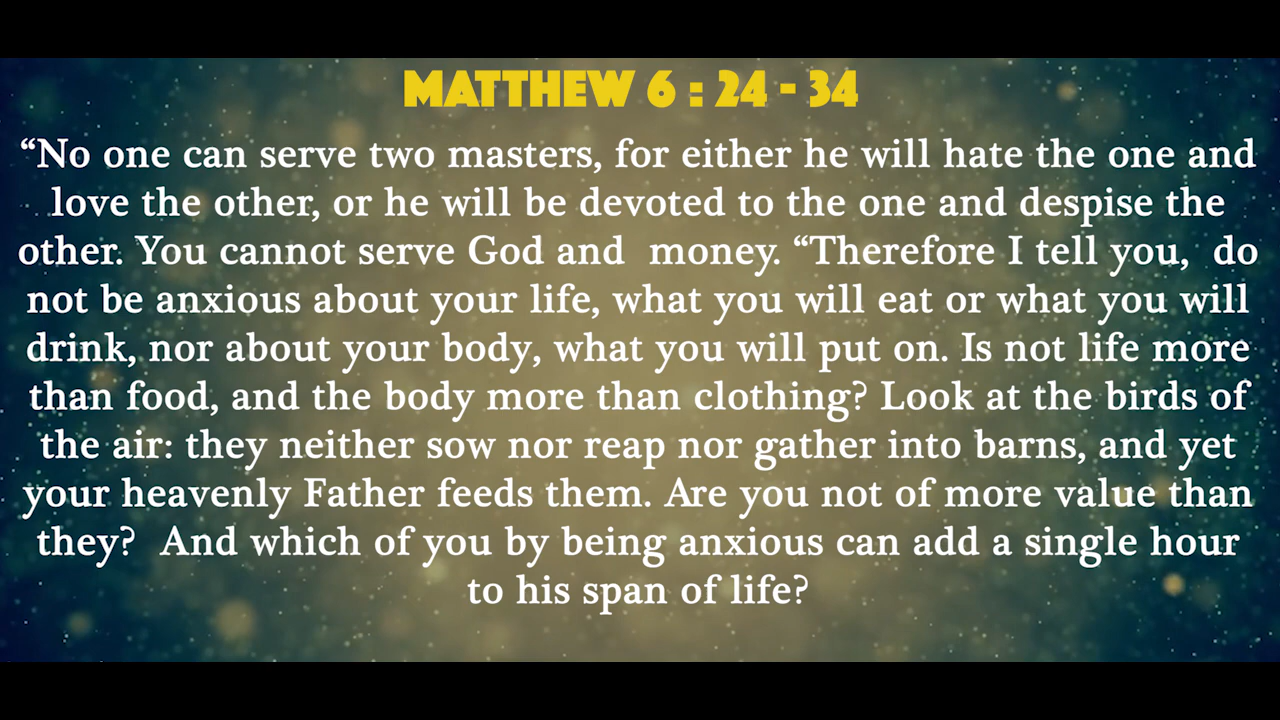 MATTHEW 6 : 24 - 34
“No one can serve two masters, for either he will hate the one and
love the other, or he will be devoted to the one and despise the
other. You cannot serve God and  money. “Therefore I tell you,  do
not be anxious about your life, what you will eat or what you will
drink, nor about your body, what you will put on. Is not life more
than food, and the body more than clothing? Look at the birds of
the air: they neither sow nor reap nor gather into barns, and yet
your heavenly Father feeds them. Are you not of more value than
they?  And which of you by being anxious can add a single hour
to his span of life?